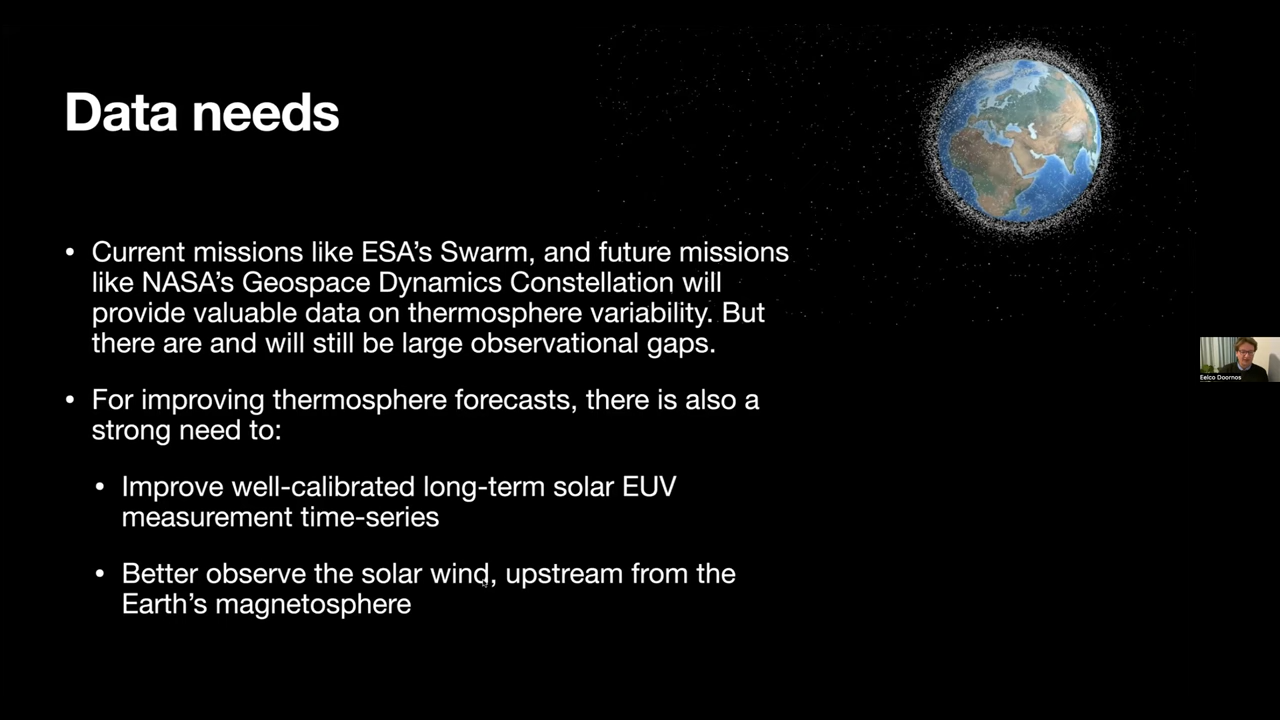 Data needs
• Current missions like ESA’s Swarm, and future missions
like NASA’s Geospace Dynamics Constellation will
provide valuable data on thermosphere variability. But
there are and will still be large observational gaps.
• For improving thermosphere forecasts, there is also a
strong need to:
• Improve well-calibrated long-term solar EUV
measurement time-series
• Better observe the solar wind, upstream from the
Earth’s magnetosphere
Eelco Doornos